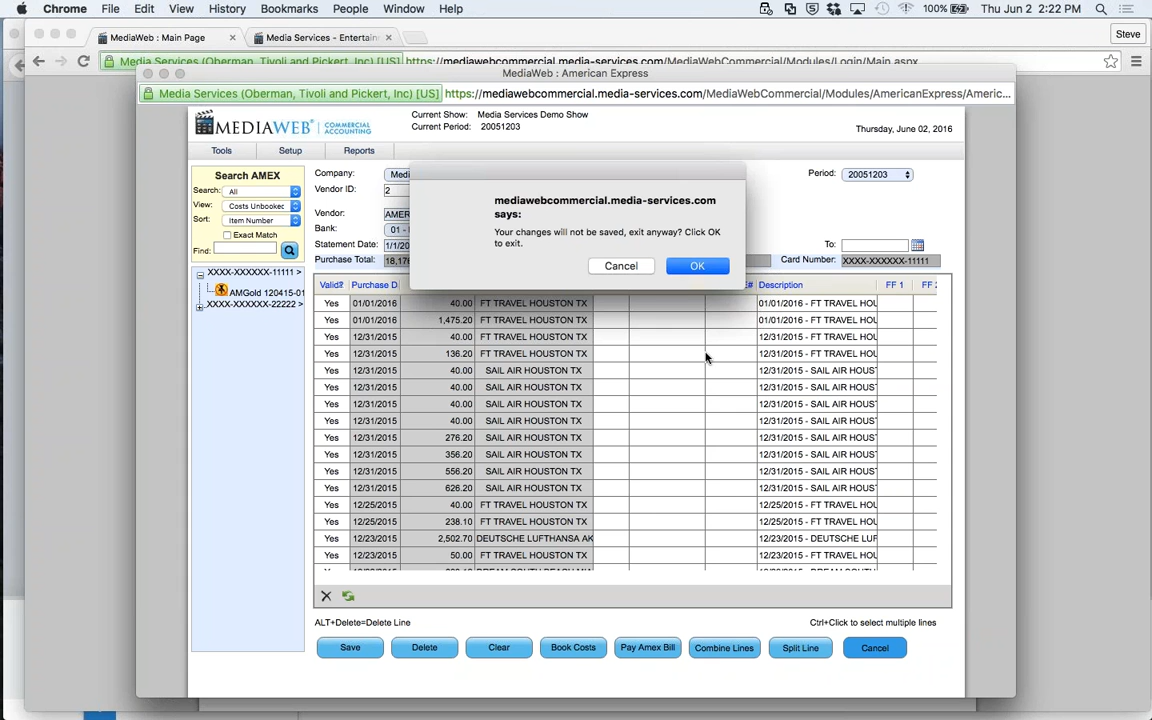 Chrome File Edit View History Bookmarks People Window Help 100% Thu Jun 2 2:22 PM
MediaWeb : Main Page Media Services - Entertain Steve
Media Services (Oberman, Tivoli and Pickert, Inc) [US] https://mediawebcommercial.media-services.com/MediaWebCommercial/Modules/Login/Main.aspx
MediaWeb : American Express
Media Services (Oberman, Tivoli and Pickert, Inc) [US] https://mediawebcommercial.media-services.com/MediaWebCommercial/Modules/AmericanExpress/Americ...
MEDIAWEB® COMMERCIAL ACCOUNTING
Current Show: Media Services Demo Show
Current Period: 20051203
Thursday, June 02, 2016
Tools Setup Reports
Search AMEX
Search: All
View: Costs Unbooked
Sort: Item Number
Exact Match
Find:
XXXX-XXXXXX-11111 >
AMGold 120415-01
XXXX-XXXXXX-22222 >
Company: Medi
Period: 20051203
Vendor ID: 2
Vendor: AMER
Bank: 01 -
Statement Date: 1/1/20
To:
Purchase Total: 18,176
Card Number: XXXX-XXXXXX-11111
mediawebcommercial.media-services.com
says:
Your changes will not be saved, exit anyway? Click OK
to exit.
Cancel OK
Valid? Purchase D E# Description FF 1 FF 2
Yes 01/01/2016 40.00 FT TRAVEL HOUSTON TX 01/01/2016 - FT TRAVEL HOU
Yes 01/01/2016 1,475.20 FT TRAVEL HOUSTON TX 01/01/2016 - FT TRAVEL HOU
Yes 12/31/2015 40.00 FT TRAVEL HOUSTON TX 12/31/2015 - FT TRAVEL HOU
Yes 12/31/2015 136.20 FT TRAVEL HOUSTON TX 12/31/2015 - FT TRAVEL HOU
Yes 12/31/2015 40.00 SAIL AIR HOUSTON TX 12/31/2015 - SAIL AIR HOUST
Yes 12/31/2015 40.00 SAIL AIR HOUSTON TX 12/31/2015 - SAIL AIR HOUST
Yes 12/31/2015 40.00 SAIL AIR HOUSTON TX 12/31/2015 - SAIL AIR HOUST
Yes 12/31/2015 40.00 SAIL AIR HOUSTON TX 12/31/2015 - SAIL AIR HOUST
Yes 12/31/2015 276.20 SAIL AIR HOUSTON TX 12/31/2015 - SAIL AIR HOUST
Yes 12/31/2015 356.20 SAIL AIR HOUSTON TX 12/31/2015 - SAIL AIR HOUST
Yes 12/31/2015 556.20 SAIL AIR HOUSTON TX 12/31/2015 - SAIL AIR HOUST
Yes 12/31/2015 626.20 SAIL AIR HOUSTON TX 12/31/2015 - SAIL AIR HOUST
Yes 12/25/2015 40.00 FT TRAVEL HOUSTON TX 12/25/2015 - FT TRAVEL HOU
Yes 12/25/2015 238.10 FT TRAVEL HOUSTON TX 12/25/2015 - FT TRAVEL HOU
Yes 12/23/2015 2,502.70 DEUTSCHE LUFTHANSA AK 12/23/2015 - DEUTSCHE LUF
Yes 12/23/2015 50.00 FT TRAVEL HOUSTON TX 12/23/2015 - FT TRAVEL HOU
ALT+Delete=Delete Line Ctrl+Click to select multiple lines
Save Delete Clear Book Costs Pay Amex Bill Combine Lines Split Line Cancel